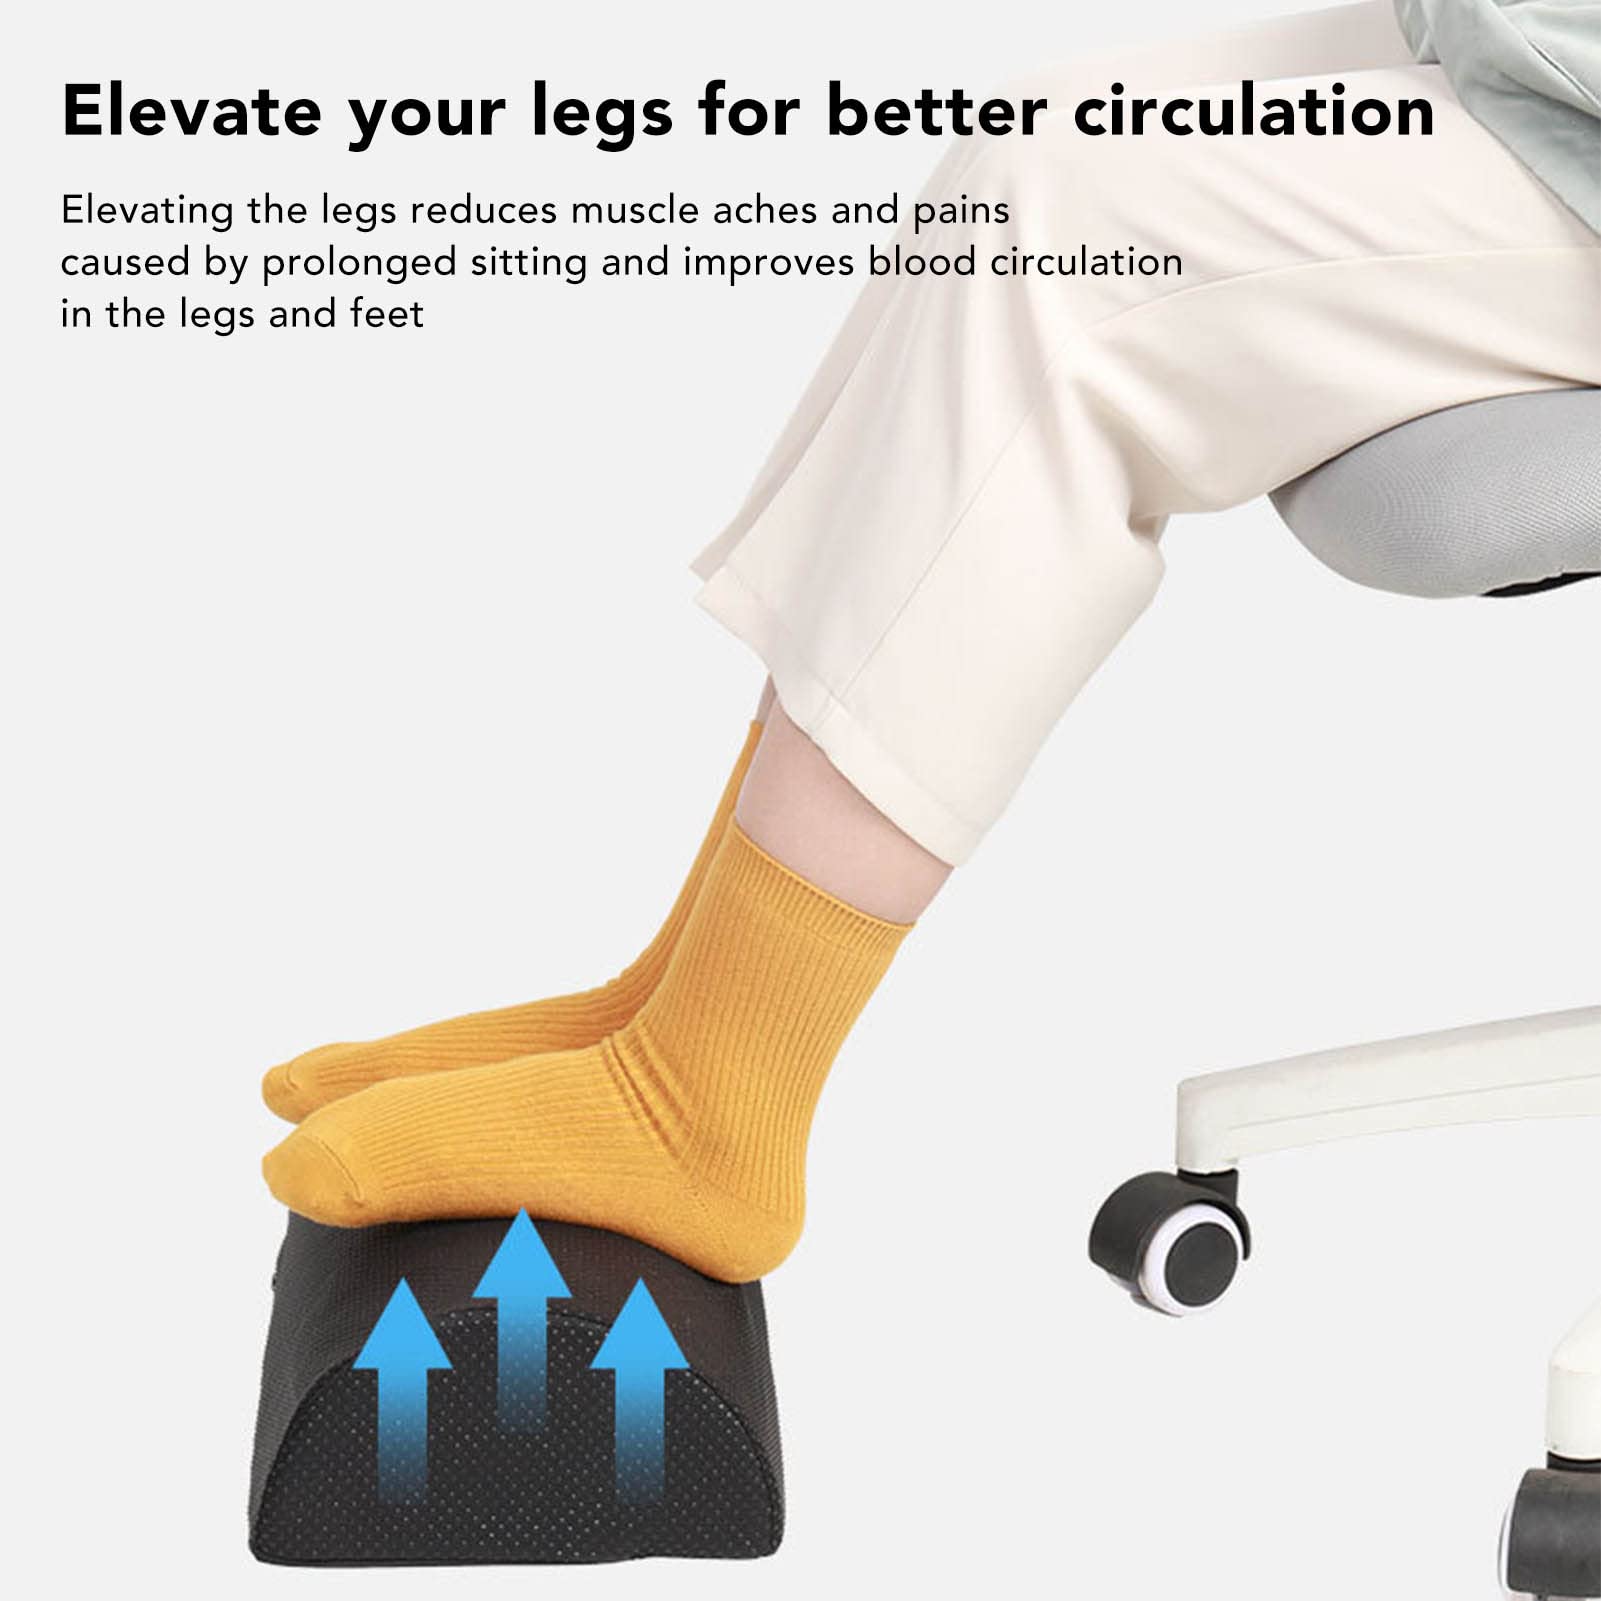 Elevate your legs for better circulation
Elevating the legs reduces muscle aches and pains
caused by prolonged sitting and improves blood circulation
in the legs and feet